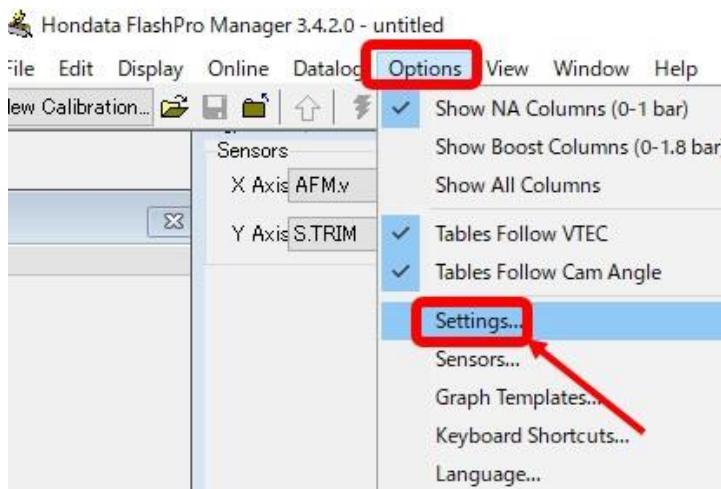 Hondata FlashPro Manager 3.4.2.0 - untitled
File Edit Display Online Datalog Options View Window Help
New Calibration...
Show NA Columns (0-1 bar)
Sensors
Show Boost Columns (0-1.8 bar
X Axis AFM.v
Show All Columns
Y Axis S.TRIM
Tables Follow VTEC
Tables Follow Cam Angle
Settings...
Sensors...
Graph Templates...
Keyboard Shortcuts...
Language...